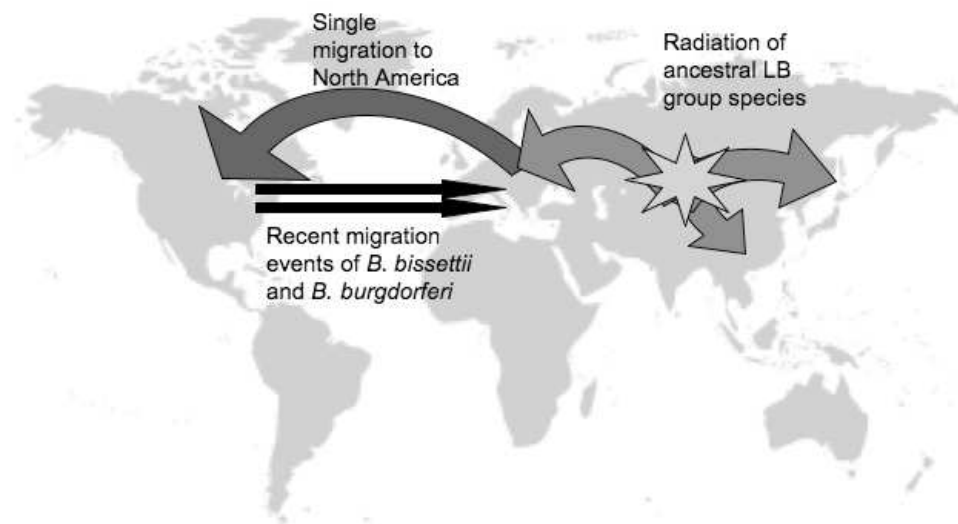 Single
migration to
North America
Radiation of
ancestral LB
group species
Recent migration
events of B. bissettii
and B. burgdorferi